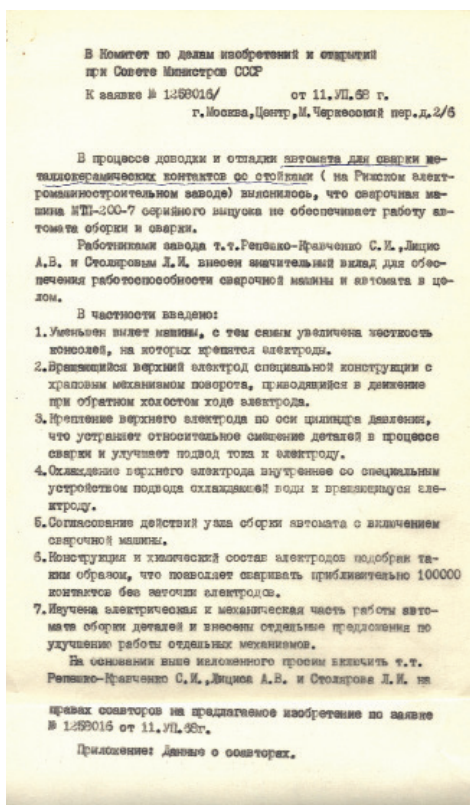 В Комитет по делам изобретений и открытий
при Совете Министров СССР
К заявке № 1258016/ от 11.УП.68 г.
г.Москва,Центр,М.Черкесский пер.д.2/6
В процессе доводки и отладки автомата для сварки ме-
таллокерамических контактов со стойками ( на Рижском элект-
ромашиностроительном заводе) выяснилось, что сварочная ма-
шина МТП-200-7 серийного выпуска не обеспечивает работу ав-
томата сборки и сварки.
Работниками завода т.т.Репешко-Кравченко С.И.,Лицис
А.В. и Столяровым Л.И. внесен значительный вклад для обес-
печения работоспособности сварочной машины и автомата в це-
лом.
В частности введено:
1.Уменьшен вылет машины, с тем самым увеличена жесткость
консолей, на которых крепятся электроды.
2.Вращающийся верхний электрод специальной конструкции с
храповым механизмом поворота, приводящийся в движение
при обратном холостом ходе электрода.
3.Крепление верхнего электрода по оси цилиндра давления,
что устраняет относительное смещение деталей в процессе
сварки и улучшает подвод тока к электроду.
4.Охлаждение верхнего электрода внутреннее со специальным
устройством подвода охлаждающей воды к вращающимуся эле-
ктроду.
5.Согласование действий узла сборки автомата с включением
сварочной машины.
6.Конструкция и химический состав электродов подобран та-
ким образом, что позволяет сваривать приблизительно 100000
контактов без заточки электродов.
7.Изучена электрическая и механическая часть работы авто-
мата сборки деталей и внесены отдельные предложения по
улучшению работы отдельных механизмов.
На основании выше изложенного просим включить т.т.
Репешко-Кравченко С.И.,Лициса А.В. и Столярова Л.И. на
правах соавторов на предлагаемое изобретение по заявке
№ 1258016 от 11.УП.68г.
Приложение: Данные о соавторах.